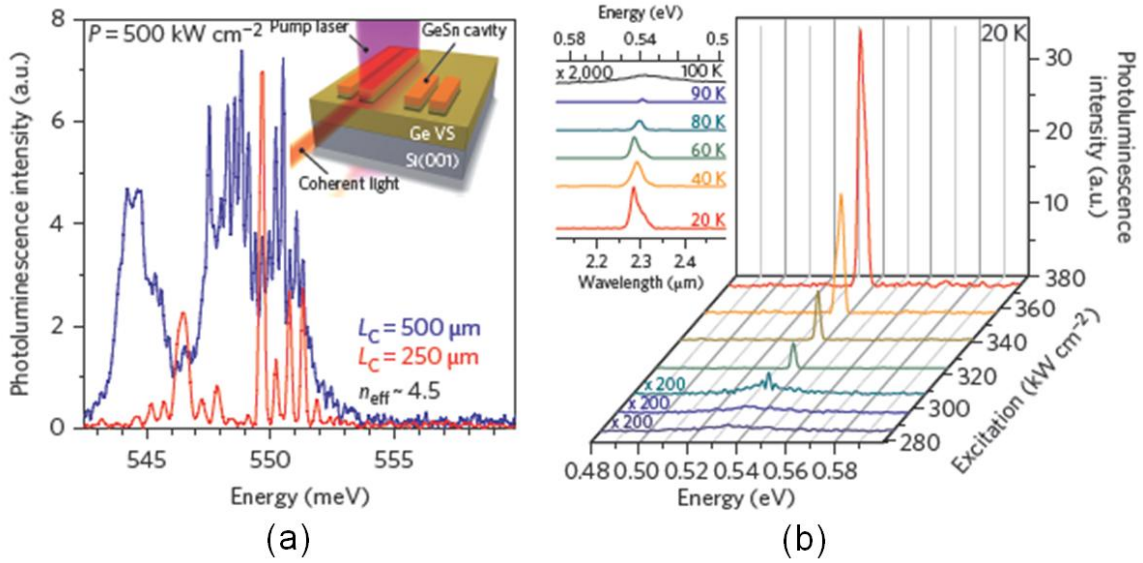 P = 500 kW cm⁻²
Pump laser
GeSn cavity
Ge VS
Si(001)
Coherent light
L_C = 500 μm
L_C = 250 μm
n_eff ~ 4.5
Photoluminescence intensity (a.u.)
8
6
4
2
0
545 550 555
Energy (meV)
(a)
Energy (eV)
0.58 0.54 0.5
x 2,000 100 K
90 K
80 K
60 K
40 K
20 K
2.2 2.3 2.4
Wavelength (μm)
20 K
30
20
10
Photoluminescence
intensity (a.u.)
380
360
340
320
300
280
Excitation (kW cm⁻²)
x 200
x 200
x 200
0.48 0.50 0.52 0.54 0.56 0.58
Energy (eV)
(b)